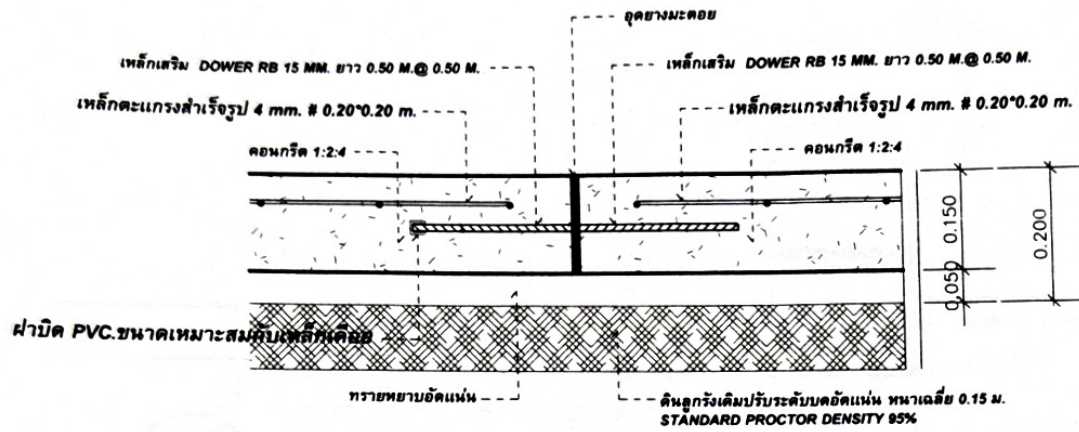 อุดยางมะตอย
เหล็กเสริม DOWER RB 15 MM. ยาว 0.50 M.@ 0.50 M.
เหล็กเสริม DOWER RB 15 MM. ยาว 0.50 M.@ 0.50 M.
เหล็กตะแกรงสำเร็จรูป 4 mm. # 0.20*0.20 m.
เหล็กตะแกรงสำเร็จรูป 4 mm. # 0.20*0.20 m.
คอนกรีต 1:2:4
คอนกรีต 1:2:4
0.150
0.200
0.050
ฝาปิด PVC.ขนาดเหมาะสมกับเหล็กเดือย
ทรายหยาบอัดแน่น
ดินลูกรังเดิมปรับระดับบดอัดแน่น หนาเฉลี่ย 0.15 ม.
STANDARD PROCTOR DENSITY 95%